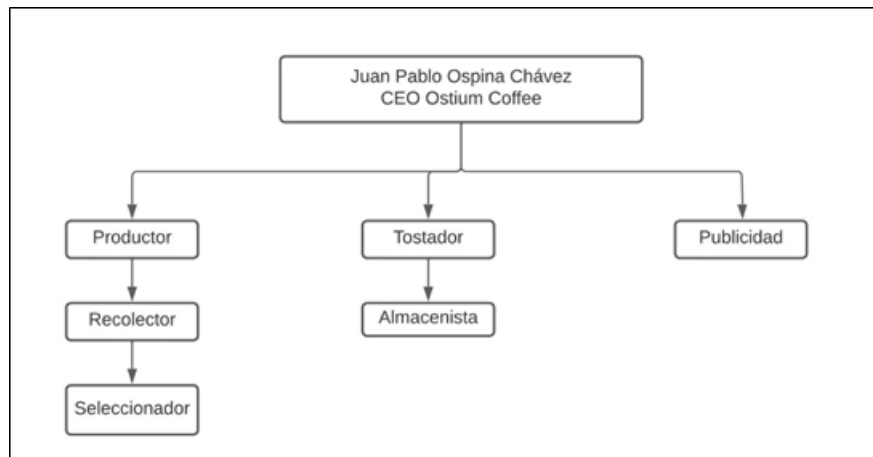 Juan Pablo Ospina Chávez
CEO Ostium Coffee
Productor
Tostador
Publicidad
Recolector
Almacenista
Seleccionador